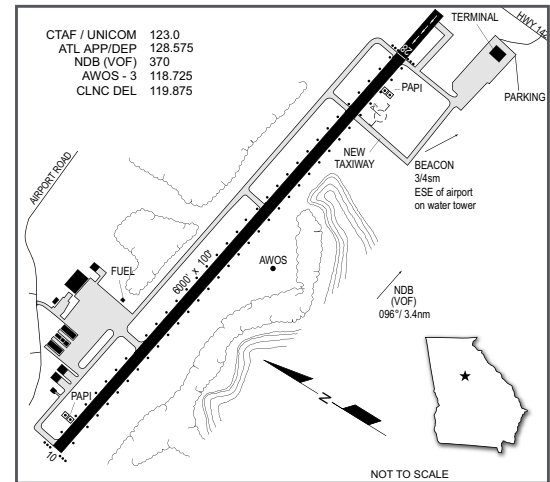 CTAF / UNICOM 123.0
ATL APP/DEP 128.575
NDB (VOF) 370
AWOS - 3 118.725
CLNC DEL 119.875
TERMINAL
HWY 142
28
PAPI
PARKING
NEW
TAXIWAY
BEACON
3/4sm
ESE of airport
on water tower
AIRPORT ROAD
FUEL
6000' x 100'
AWOS
NDB
(VOF)
096°/ 3.4nm
PAPI
N
10
NOT TO SCALE